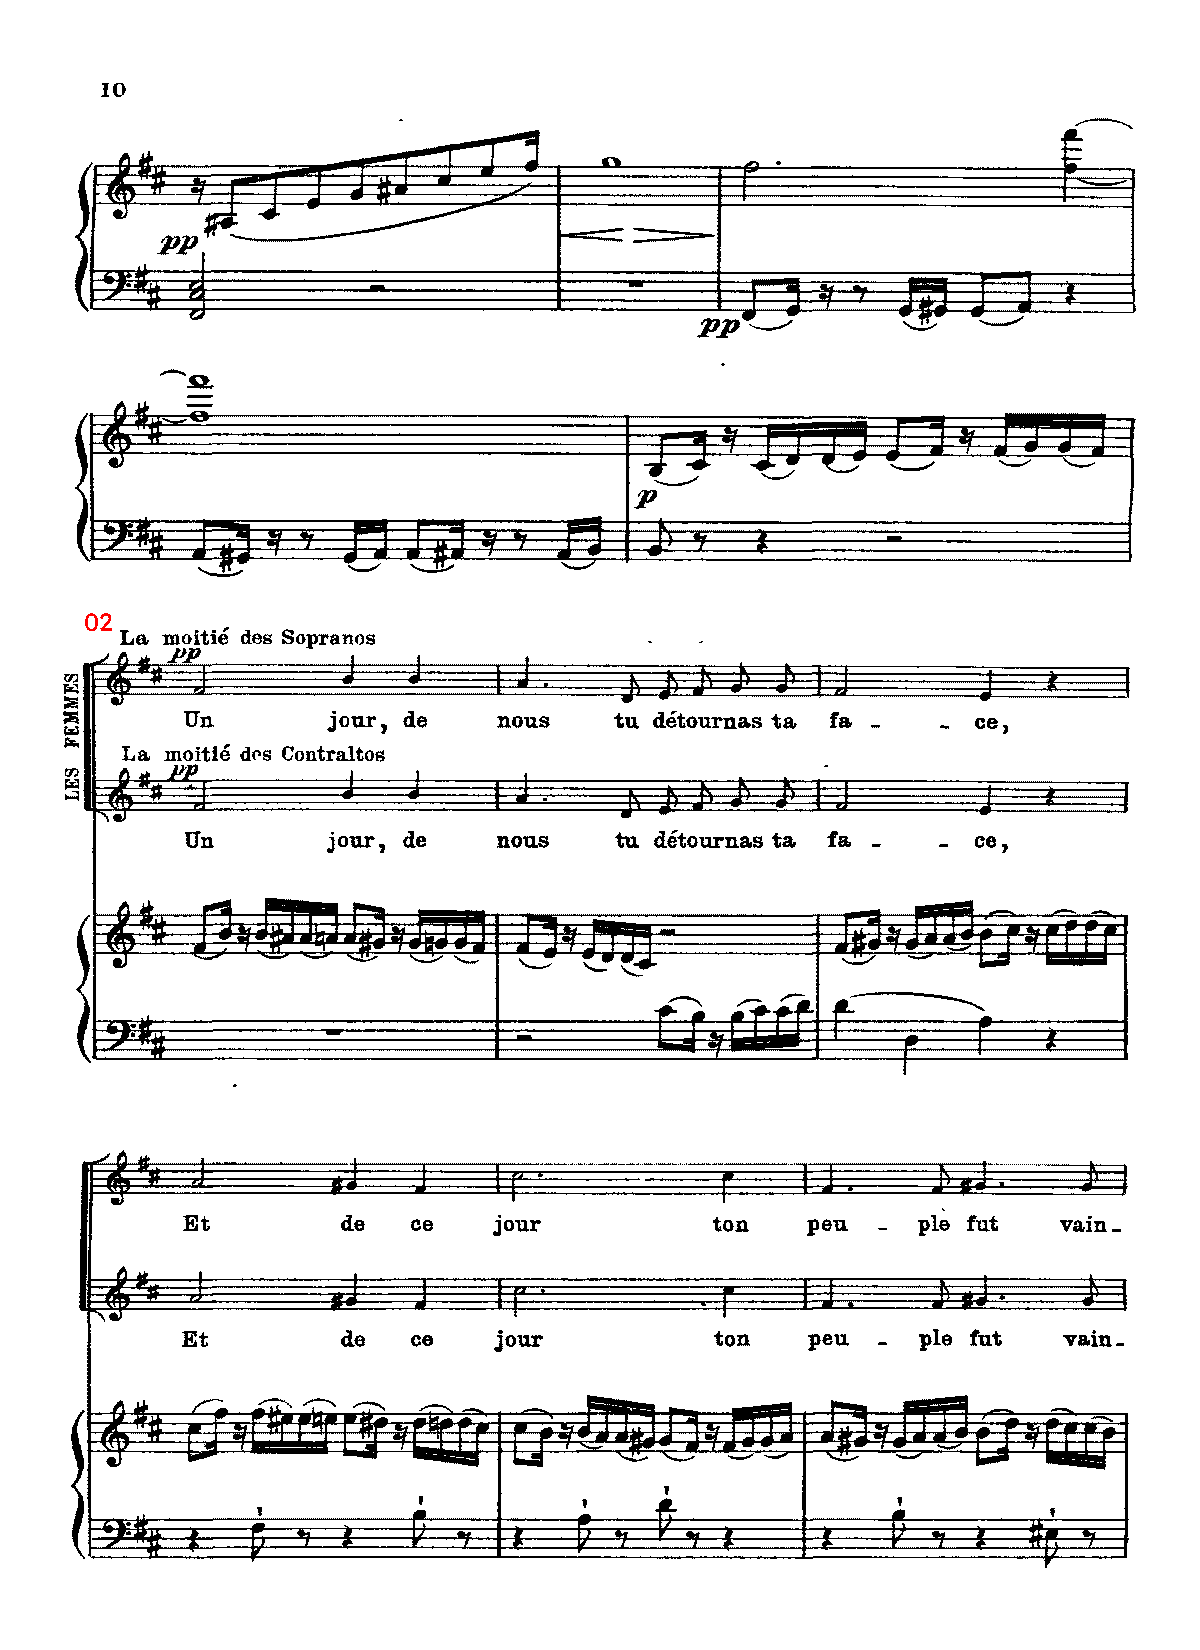 10
pp
pp
p
02
La moitié des Sopranos
pp
LES FEMMES
Un jour, de nous tu détournas ta fa - - ce,
La moitié des Contraltos
pp
Un jour, de nous tu détournas ta fa - - ce,
Et de ce jour ton peu - ple fut vain-
Et de ce jour ton peu - ple fut vain-